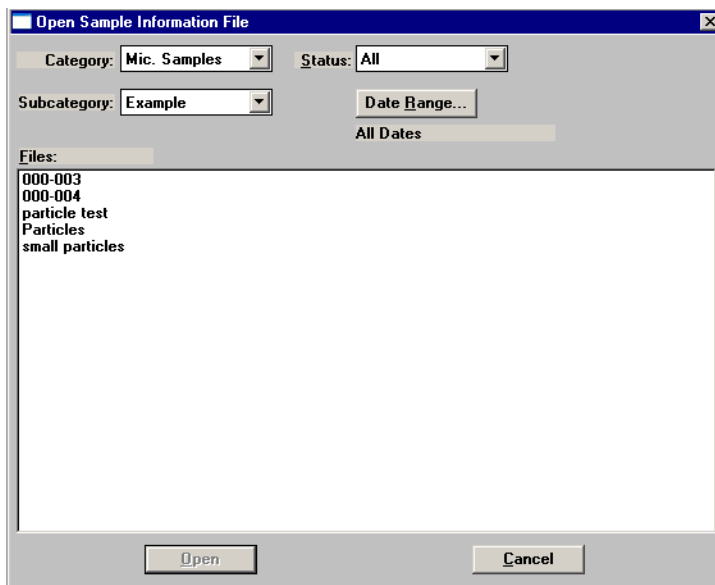 Open Sample Information File
Category: Mic. Samples Status: All
Subcategory: Example Date Range...
All Dates
Files:
000-003
000-004
particle test
Particles
small particles
Open Cancel